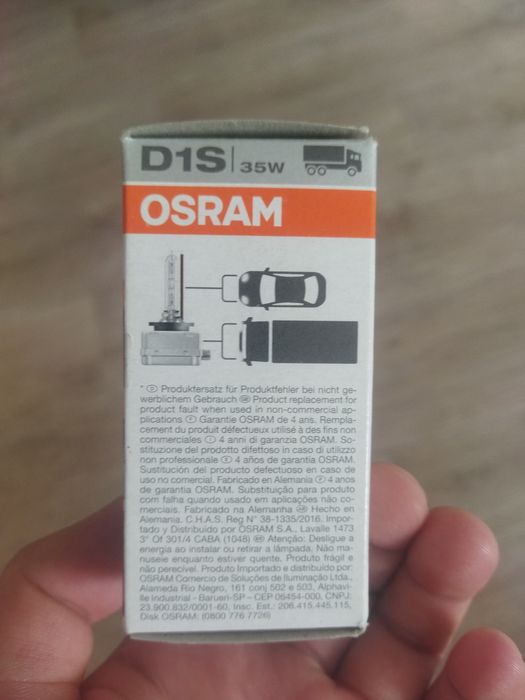 D1S | 35W
OSRAM
* Ⓓ Produktersatz für Produktfehler bei nicht ge-
werblichem Gebrauch ㉿ Product replacement for
product fault when used in non-commercial ap-
plications Ⓕ Garantie OSRAM de 4 ans. Rempla-
cement du produit défectueux utilisé à des fins non
commerciales Ⓘ 4 anni di garanzia OSRAM. So-
stituzione del prodotto difettoso in caso di utilizzo
non professionale Ⓔ 4 años de garantía OSRAM.
Sustitución del producto defectuoso en caso de
uso no comercial. Fabricado en Alemania Ⓟ 4 anos
de garantia OSRAM. Substituição para produto
com falha quando usado em aplicações não co-
merciais. Fabricado na Alemanha Hecho en
Alemania. C.H.A.S. Reg N° 38-1335/2016. Impor-
tado y Distribuido por OSRAM S.A., Lavalle 1473
3° Of 301/4 CABA (1048) Atenção: Desligue a
energia ao instalar ou retirar a lâmpada. Não ma-
nuseie enquanto estiver quente. Produto frágil e
não perecível. Produto Importado e distribuído por:
OSRAM Comercio de Soluções de Iluminação Ltda.,
Alameda Rio Negro, 161 conj 502 e 503, Alphavi-
lle Industrial - Barueri-SP – CEP 06454-000, CNPJ:
23.900.832/0001-60, Insc. Est.: 206.415.445.115,
Disk OSRAM: (0800 776 7726)